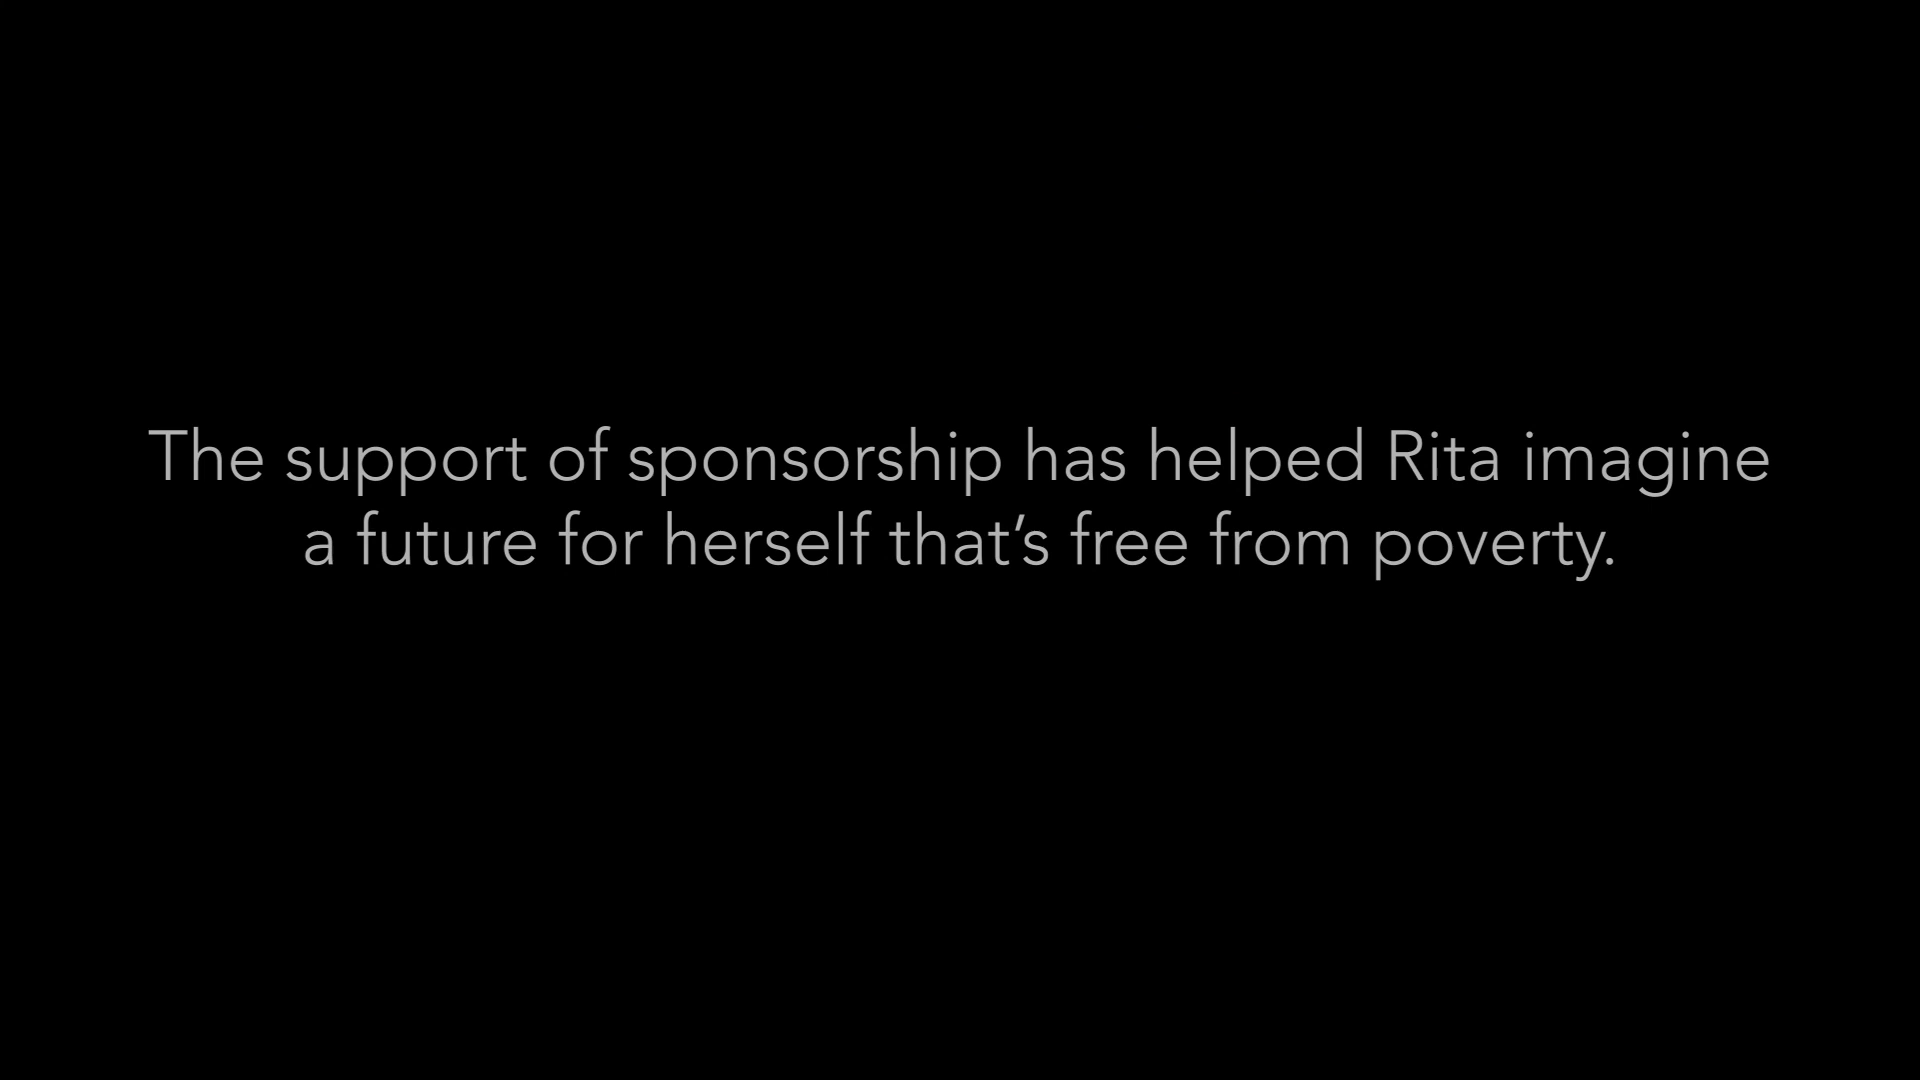 The support of sponsorship has helped Rita imagine
a future for herself that’s free from poverty.